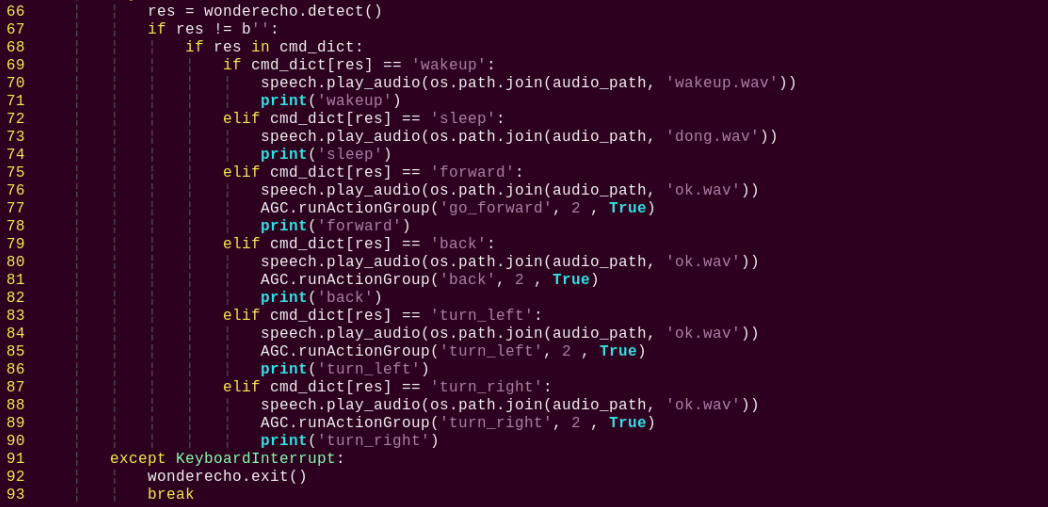 66 res = wonderecho.detect()
67 if res != b'':
68 if res in cmd_dict:
69 if cmd_dict[res] == 'wakeup':
70 speech.play_audio(os.path.join(audio_path, 'wakeup.wav'))
71 print('wakeup')
72 elif cmd_dict[res] == 'sleep':
73 speech.play_audio(os.path.join(audio_path, 'dong.wav'))
74 print('sleep')
75 elif cmd_dict[res] == 'forward':
76 speech.play_audio(os.path.join(audio_path, 'ok.wav'))
77 AGC.runActionGroup('go_forward', 2 , True)
78 print('forward')
79 elif cmd_dict[res] == 'back':
80 speech.play_audio(os.path.join(audio_path, 'ok.wav'))
81 AGC.runActionGroup('back', 2 , True)
82 print('back')
83 elif cmd_dict[res] == 'turn_left':
84 speech.play_audio(os.path.join(audio_path, 'ok.wav'))
85 AGC.runActionGroup('turn_left', 2 , True)
86 print('turn_left')
87 elif cmd_dict[res] == 'turn_right':
88 speech.play_audio(os.path.join(audio_path, 'ok.wav'))
89 AGC.runActionGroup('turn_right', 2 , True)
90 print('turn_right')
91 except KeyboardInterrupt:
92 wonderecho.exit()
93 break